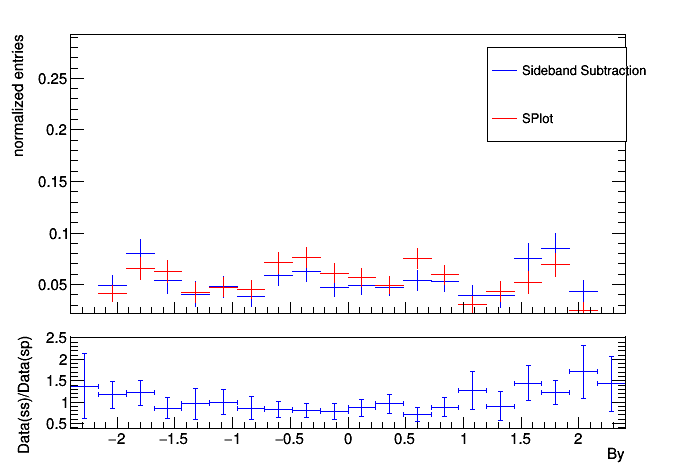 normalized entries
0.25
0.2
0.15
0.1
0.05
Sideband Subtraction
SPlot
Data(ss)/Data(sp)
2.5
2
1.5
1
0.5
−2 −1.5 −1 −0.5 0 0.5 1 1.5 2
By